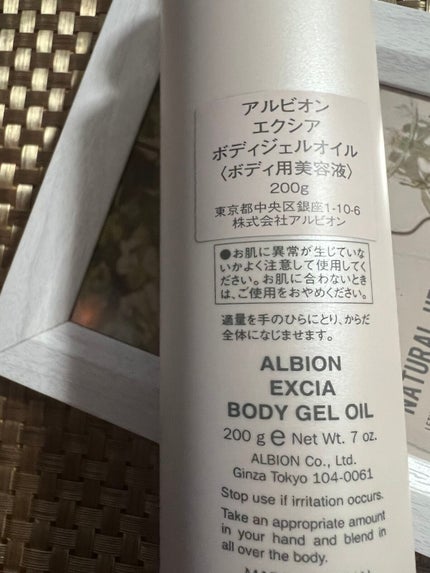 アルビオン
エクシア
ボディジェルオイル
〈ボディ用美容液〉
200g
東京都中央区銀座1-10-6
株式会社アルビオン
●お肌に異常が生じていな
いかよく注意して使用してく
ださい。お肌に合わないとき
は、ご使用をおやめください。
適量を手のひらにとり、からだ
全体になじませます。
ALBION
EXCIA
BODY GEL OIL
200 g e Net Wt. 7 oz.
ALBION Co., Ltd.
Ginza Tokyo 104-0061
Stop use if irritation occurs.
Take an appropriate amount
in your hand and blend in
all over the body.
NATURAL